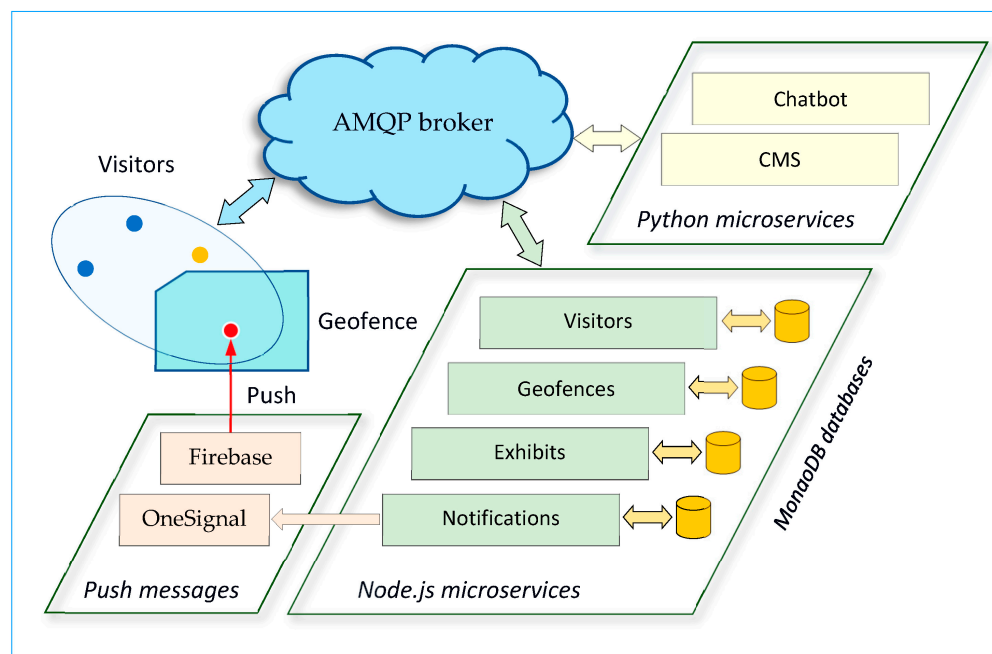 AMQP broker
Chatbot
CMS
Python microservices
Visitors
Geofence
Push
Visitors
Geofences
Exhibits
Notifications
MonaoDB databases
Node.js microservices
Firebase
OneSignal
Push messages